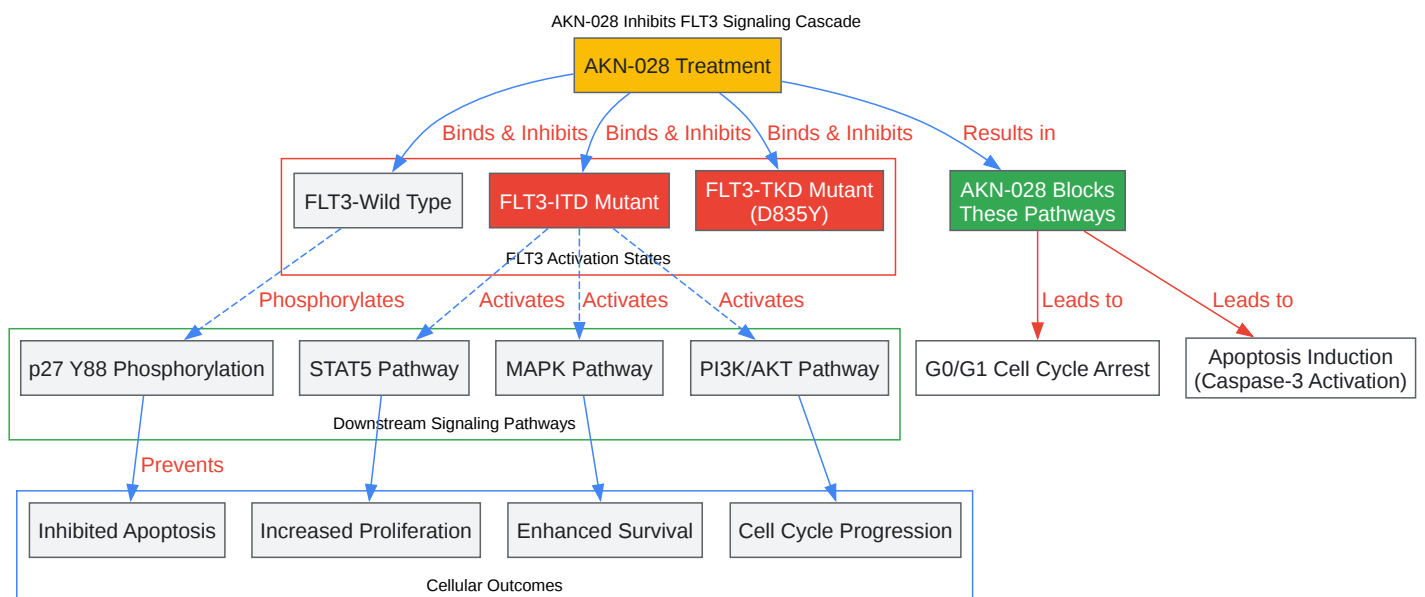 AKN-028 Inhibits FLT3 Signaling Cascade
AKN-028 Treatment
Binds & Inhibits
Binds & Inhibits
Binds & Inhibits
Results in
FLT3-Wild Type
FLT3-ITD Mutant
FLT3-TKD Mutant
(D835Y)
AKN-028 Blocks
These Pathways
FLT3 Activation States
Phosphorylates
Activates
Activates
Activates
Leads to
Leads to
p27 Y88 Phosphorylation
STAT5 Pathway
MAPK Pathway
PI3K/AKT Pathway
G0/G1 Cell Cycle Arrest
Apoptosis Induction
(Caspase-3 Activation)
Downstream Signaling Pathways
Prevents
Inhibited Apoptosis
Increased Proliferation
Enhanced Survival
Cell Cycle Progression
Cellular Outcomes